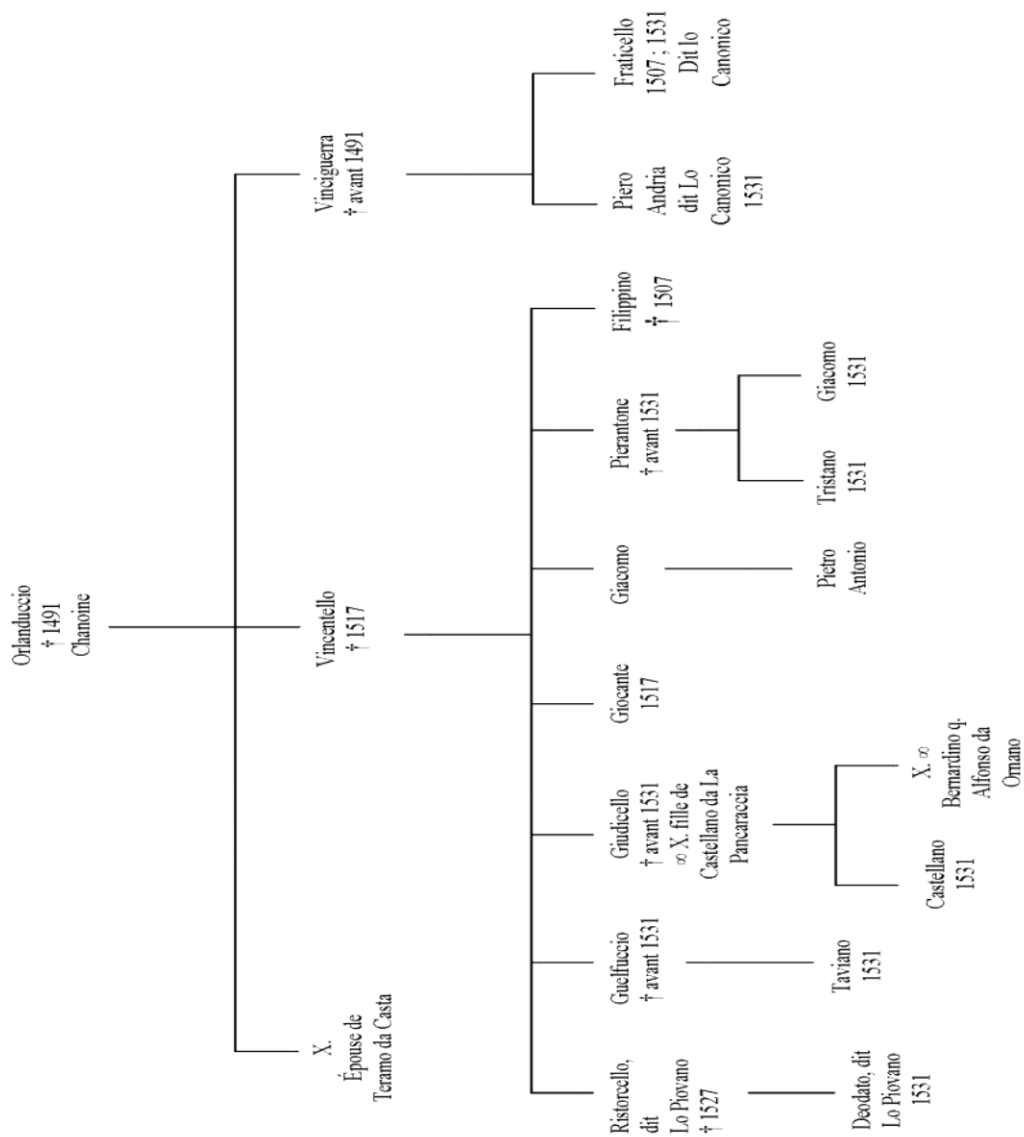 Orlanduccio
† 1491
Chanoine
X.
Épouse de
Teramo da Casta
Vincentello
† 1517
Vinciguerra
† avant 1491
Ristorcello,
dit
Lo Piovano
† 1527
Guelfuccio
† avant 1531
Giudicello
† avant 1531
∞ X. fille de
Castellano da La
Pancaraccia
Giocante
1517
Giacomo
Pierantone
† avant 1531
Filippino
† 1507
Piero
Andria
dit Lo
Canonico
1531
Fraticello
1507 ; 1531
Dit lo
Canonico
Deodato, dit
Lo Piovano
1531
Taviano
1531
Castellano
1531
X. ∞
Bernardino q.
Alfonso da
Ornano
Pietro
Antonio
Tristano
1531
Giacomo
1531